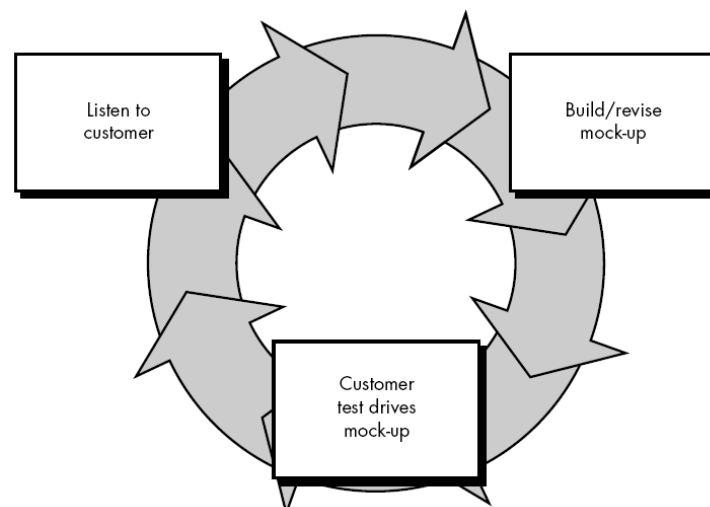 Listen to
customer
Build/revise
mock-up
Customer
test drives
mock-up